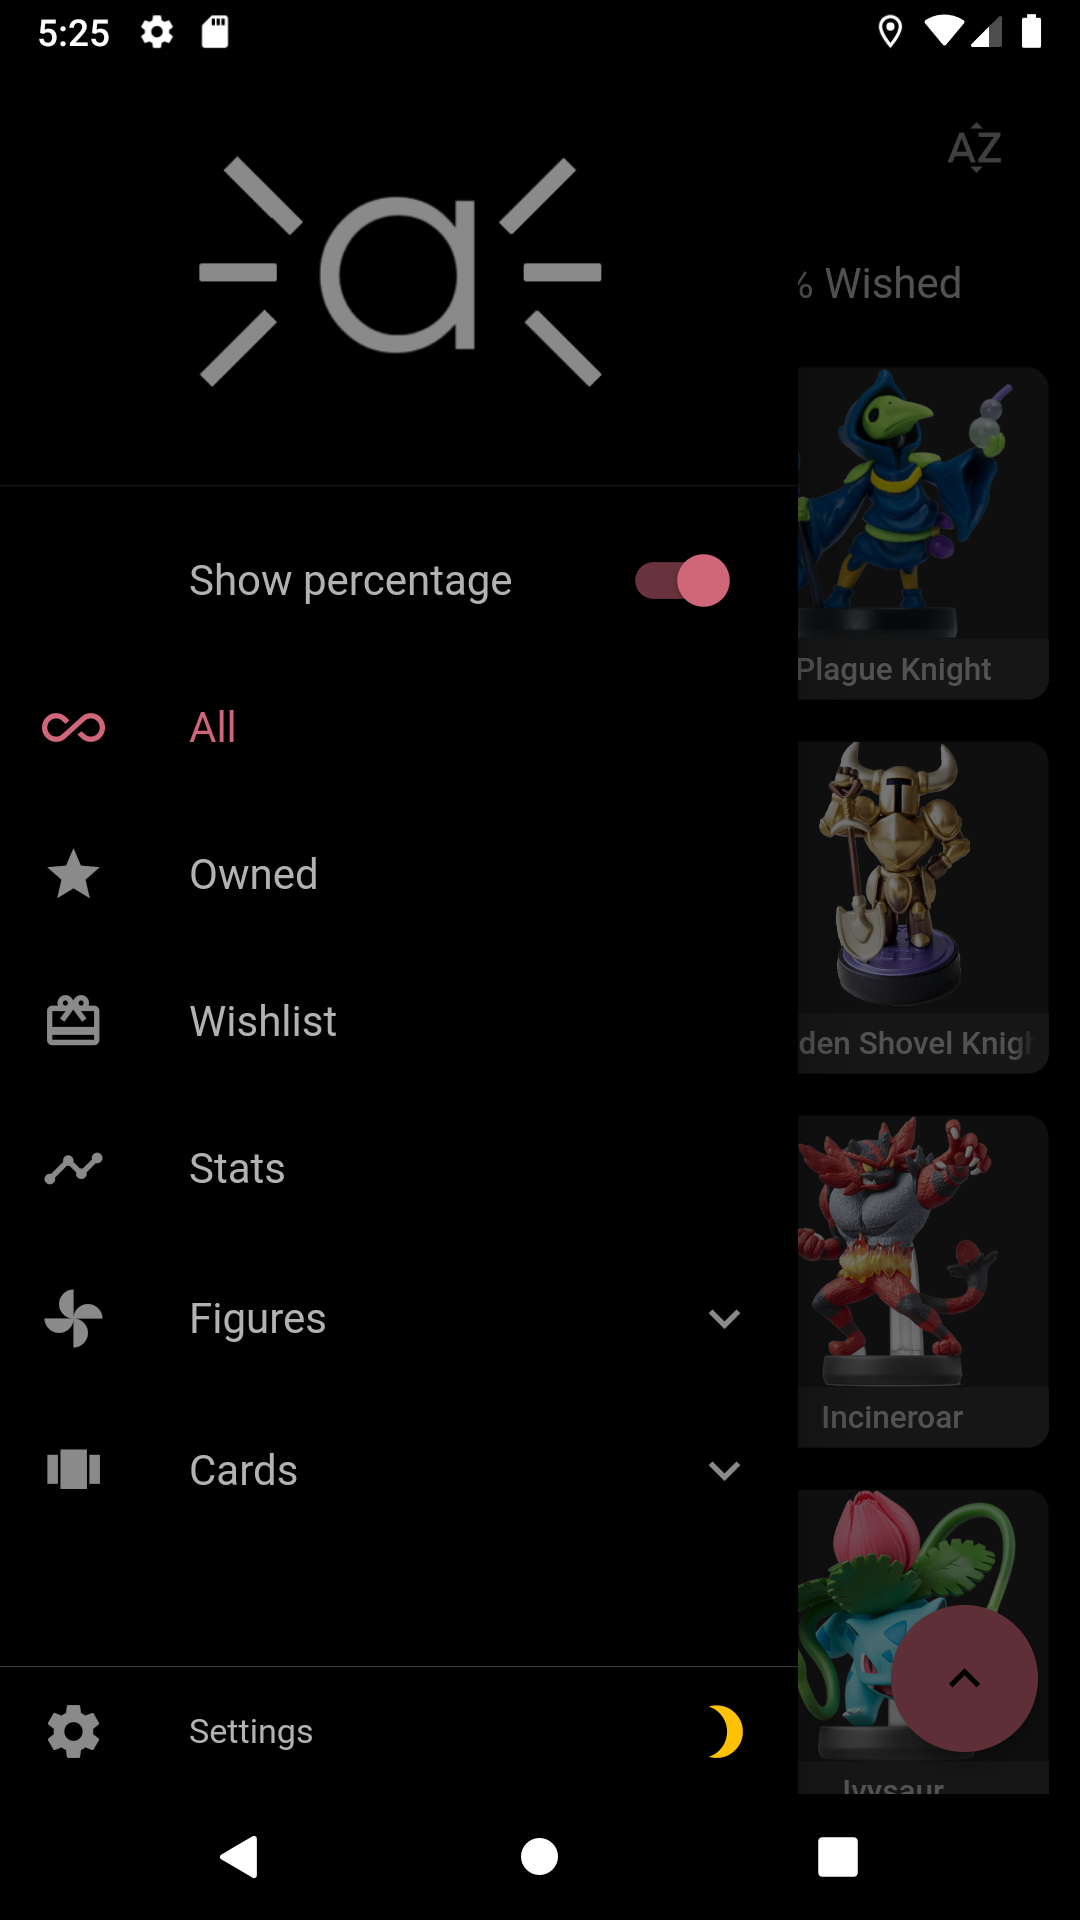 5:25
AZ
% Wished
Show percentage
Plague Knight
All
Owned
Wishlist
den Shovel Knigh
Stats
Figures
Incineroar
Cards
Settings
Ivysaur